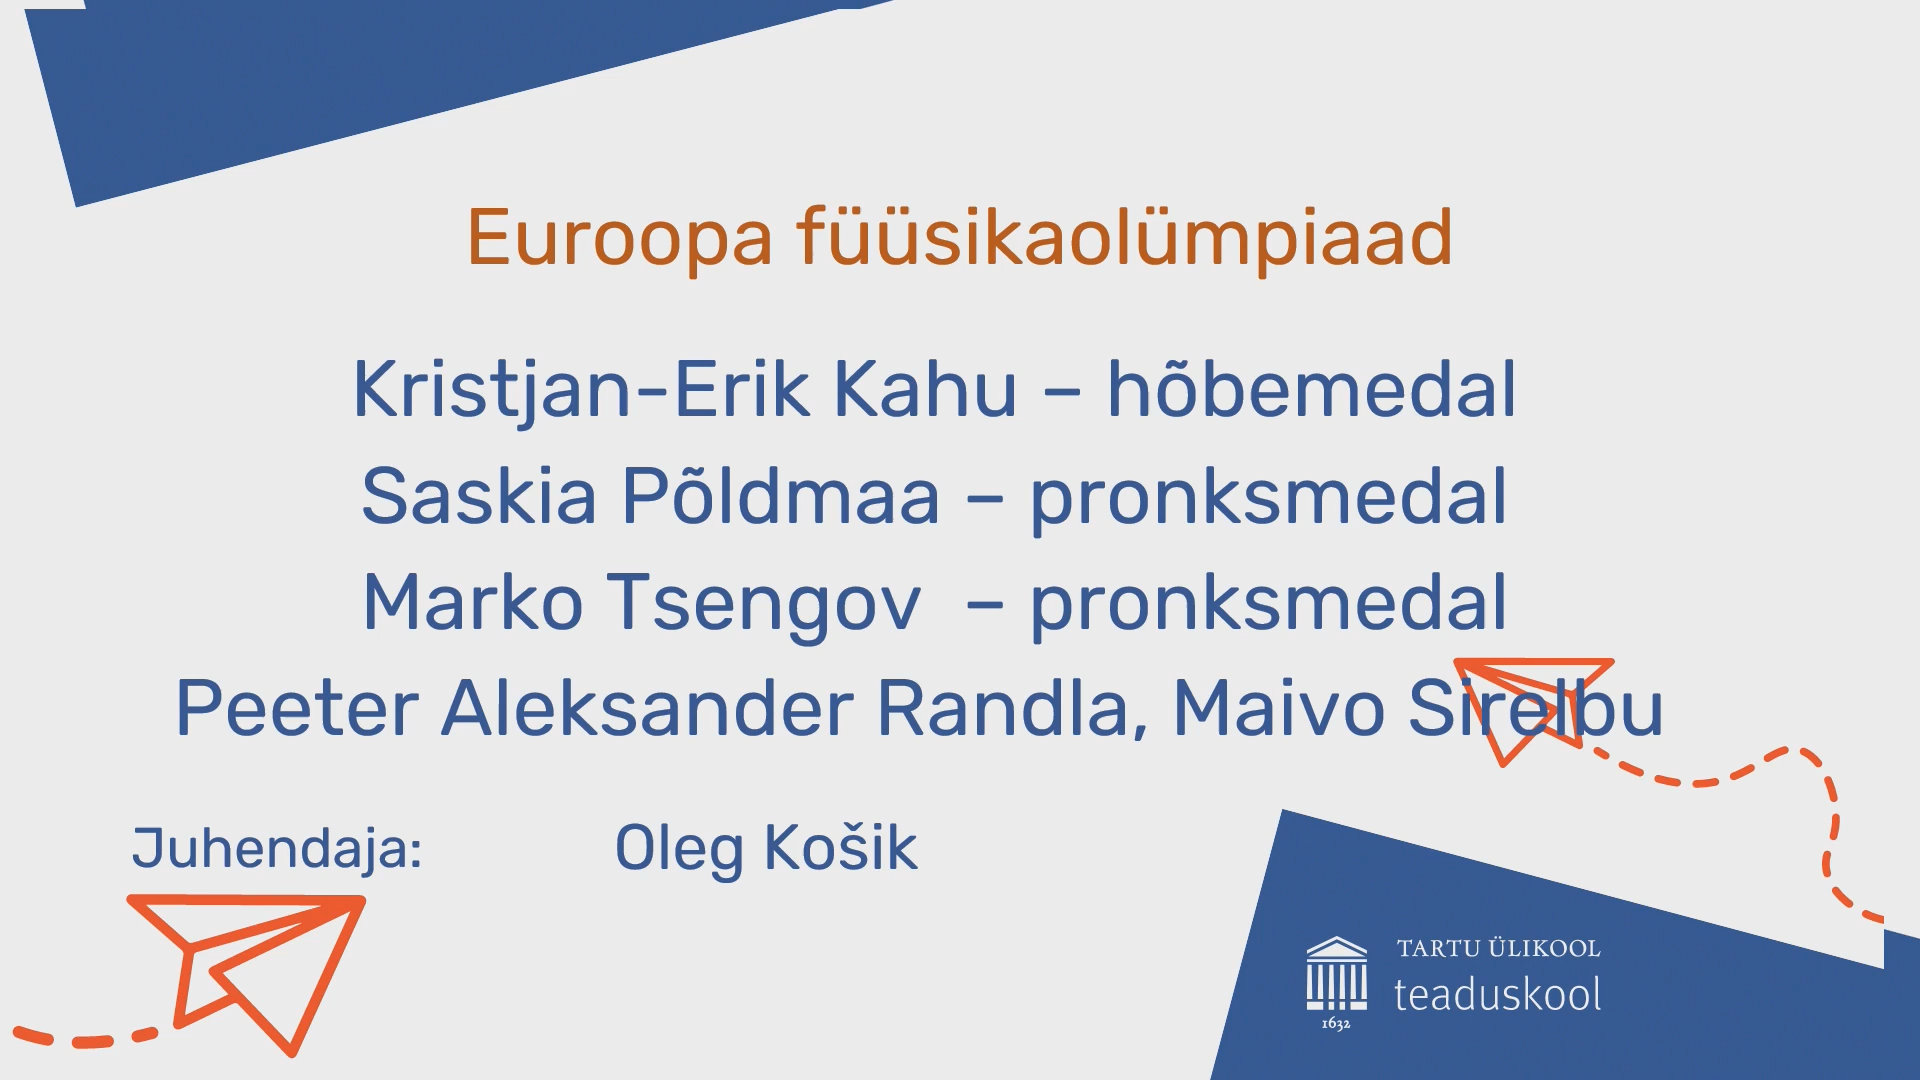 Euroopa füüsikaolümpiaad
Kristjan-Erik Kahu – hõbemedal
Saskia Põldmaa – pronksmedal
Marko Tsengov – pronksmedal
Peeter Aleksander Randla, Maivo Sirelbu
Juhendaja: Oleg Košik
TARTU ÜLIKOOL
teaduskool
1632